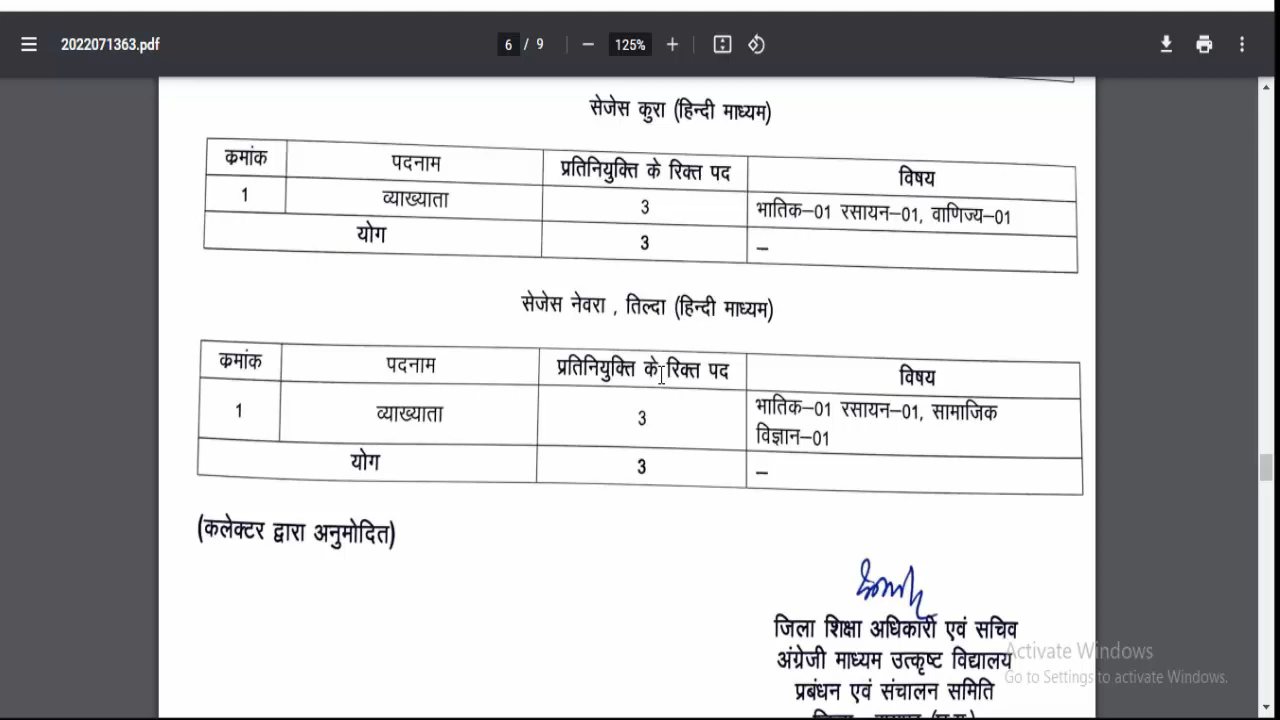 2022071363.pdf
6 / 9
125%
सेजेस कुरा (हिन्दी माध्यम)
क्रमांक पदनाम प्रतिनियुक्ति के रिक्त पद विषय
1 व्याख्याता 3 भातिक–01 रसायन–01, वाणिज्य–01
योग 3 –
सेजेस नेवरा , तिल्दा (हिन्दी माध्यम)
क्रमांक पदनाम प्रतिनियुक्ति के रिक्त पद विषय
1 व्याख्याता 3 भातिक–01 रसायन–01, सामाजिक
विज्ञान–01
योग 3 –
(कलेक्टर द्वारा अनुमोदित)
जिला शिक्षा अधिकारी एवं सचिव
अंग्रेजी माध्यम उत्कृष्ट विद्यालय
प्रबंधन एवं संचालन समिति
Activate Windows
Go to Settings to activate Windows.